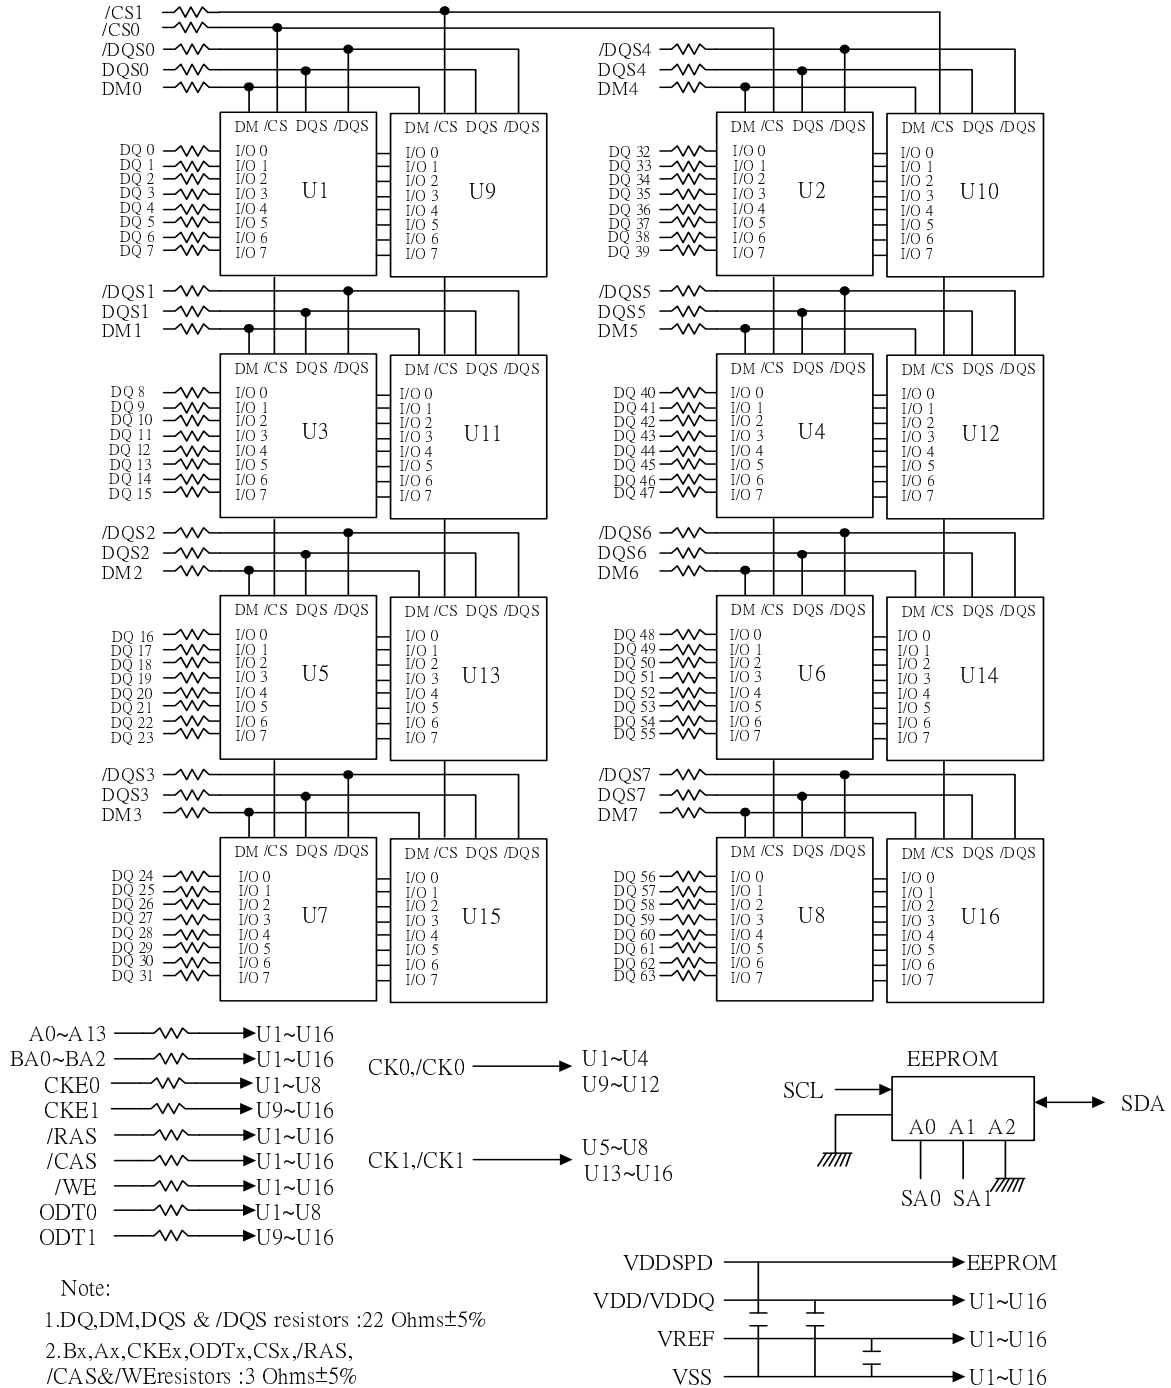 /CS1
/CS0
/DQS0 /DQS4
DQS0 DQS4
DM0 DM4
DM /CS DQS /DQS DM /CS DQS /DQS DM /CS DQS /DQS DM /CS DQS /DQS
DQ 0 I/O 0 I/O 0 DQ 32 I/O 0 I/O 0
DQ 1 I/O 1 I/O 1 DQ 33 I/O 1 I/O 1
DQ 2 I/O 2 I/O 2 DQ 34 I/O 2 I/O 2
DQ 3 I/O 3 U1 I/O 3 U9 DQ 35 I/O 3 U2 I/O 3 U10
DQ 4 I/O 4 I/O 4 DQ 36 I/O 4 I/O 4
DQ 5 I/O 5 I/O 5 DQ 37 I/O 5 I/O 5
DQ 6 I/O 6 I/O 6 DQ 38 I/O 6 I/O 6
DQ 7 I/O 7 I/O 7 DQ 39 I/O 7 I/O 7
/DQS1 /DQS5
DQS1 DQS5
DM1 DM5
DM /CS DQS /DQS DM /CS DQS /DQS DM /CS DQS /DQS DM /CS DQS /DQS
DQ 8 I/O 0 I/O 0 DQ 40 I/O 0 I/O 0
DQ 9 I/O 1 I/O 1 DQ 41 I/O 1 I/O 1
DQ 10 I/O 2 I/O 2 DQ 42 I/O 2 I/O 2
DQ 11 I/O 3 U3 I/O 3 U11 DQ 43 I/O 3 U4 I/O 3 U12
DQ 12 I/O 4 I/O 4 DQ 44 I/O 4 I/O 4
DQ 13 I/O 5 I/O 5 DQ 45 I/O 5 I/O 5
DQ 14 I/O 6 I/O 6 DQ 46 I/O 6 I/O 6
DQ 15 I/O 7 I/O 7 DQ 47 I/O 7 I/O 7
/DQS2 /DQS6
DQS2 DQS6
DM2 DM6
DM /CS DQS /DQS DM /CS DQS /DQS DM /CS DQS /DQS DM /CS DQS /DQS
DQ 16 I/O 0 I/O 0 DQ 48 I/O 0 I/O 0
DQ 17 I/O 1 I/O 1 DQ 49 I/O 1 I/O 1
DQ 18 I/O 2 I/O 2 DQ 50 I/O 2 I/O 2
DQ 19 I/O 3 U5 I/O 3 U13 DQ 51 I/O 3 U6 I/O 3 U14
DQ 20 I/O 4 I/O 4 DQ 52 I/O 4 I/O 4
DQ 21 I/O 5 I/O 5 DQ 53 I/O 5 I/O 5
DQ 22 I/O 6 I/O 6 DQ 54 I/O 6 I/O 6
DQ 23 I/O 7 I/O 7 DQ 55 I/O 7 I/O 7
/DQS3 /DQS7
DQS3 DQS7
DM3 DM7
DM /CS DQS /DQS DM /CS DQS /DQS DM /CS DQS /DQS DM /CS DQS /DQS
DQ 24 I/O 0 I/O 0 DQ 56 I/O 0 I/O 0
DQ 25 I/O 1 I/O 1 DQ 57 I/O 1 I/O 1
DQ 26 I/O 2 I/O 2 DQ 58 I/O 2 I/O 2
DQ 27 I/O 3 U7 I/O 3 U15 DQ 59 I/O 3 U8 I/O 3 U16
DQ 28 I/O 4 I/O 4 DQ 60 I/O 4 I/O 4
DQ 29 I/O 5 I/O 5 DQ 61 I/O 5 I/O 5
DQ 30 I/O 6 I/O 6 DQ 62 I/O 6 I/O 6
DQ 31 I/O 7 I/O 7 DQ 63 I/O 7 I/O 7
A0~A13 U1~U16
BA0~BA2 U1~U16
CKE0 U1~U8
CKE1 U9~U16
/RAS U1~U16
/CAS U1~U16
/WE U1~U16
ODT0 U1~U8
ODT1 U9~U16
CK0,/CK0 U1~U4
U9~U12
CK1,/CK1 U5~U8
U13~U16
EEPROM
SCL SDA
A0 A1 A2
SA0 SA1
VDDSPD EEPROM
VDD/VDDQ U1~U16
VREF U1~U16
VSS U1~U16
Note:
1.DQ,DM,DQS & /DQS resistors :22 Ohms±5%
2.Bx,Ax,CKEx,ODTx,CSx,/RAS,
/CAS&/WEresistors :3 Ohms±5%